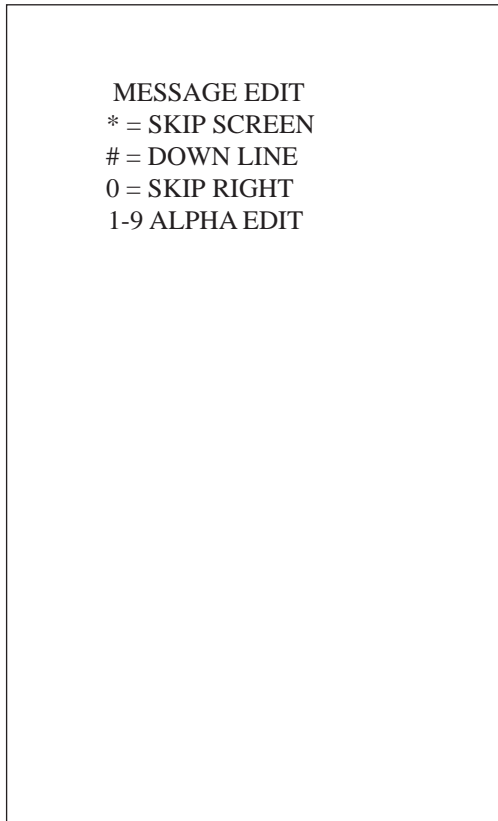 MESSAGE EDIT
* = SKIP SCREEN
# = DOWN LINE
0 = SKIP RIGHT
1-9 ALPHA EDIT